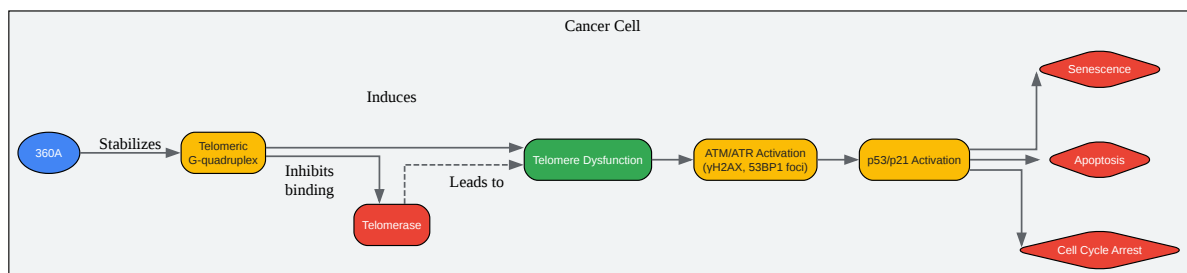 Cancer Cell
Senescence
Induces
360A
Stabilizes
Telomeric
G-quadruplex
Inhibits
binding
Telomere Dysfunction
Leads to
ATM/ATR Activation
(γH2AX, 53BP1 foci)
p53/p21 Activation
Apoptosis
Telomerase
Cell Cycle Arrest